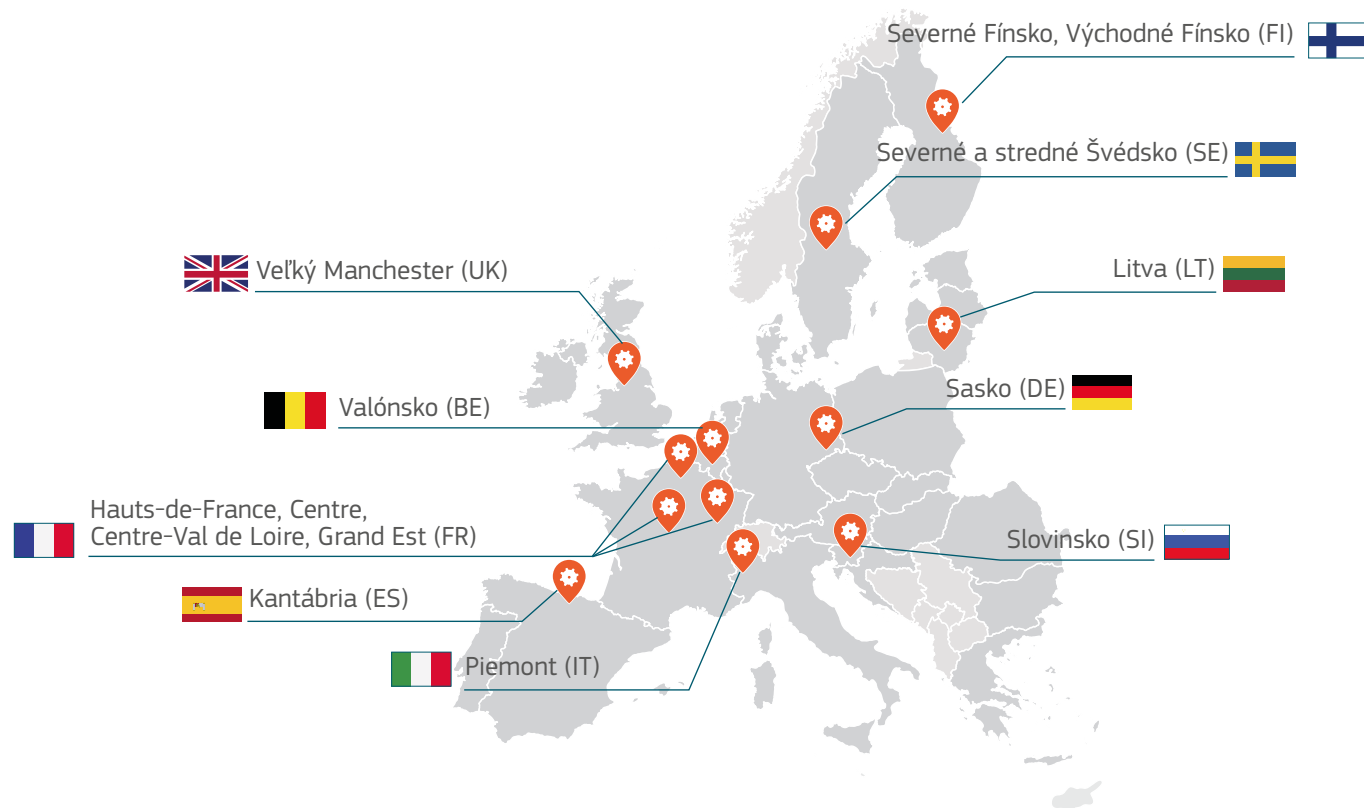 Severné Fínsko, Východné Fínsko (FI)
Severné a stredné Švédsko (SE)
Veľký Manchester (UK)
Litva (LT)
Sasko (DE)
Valónsko (BE)
Hauts-de-France, Centre,
Centre-Val de Loire, Grand Est (FR)
Slovinsko (SI)
Kantábria (ES)
Piemont (IT)